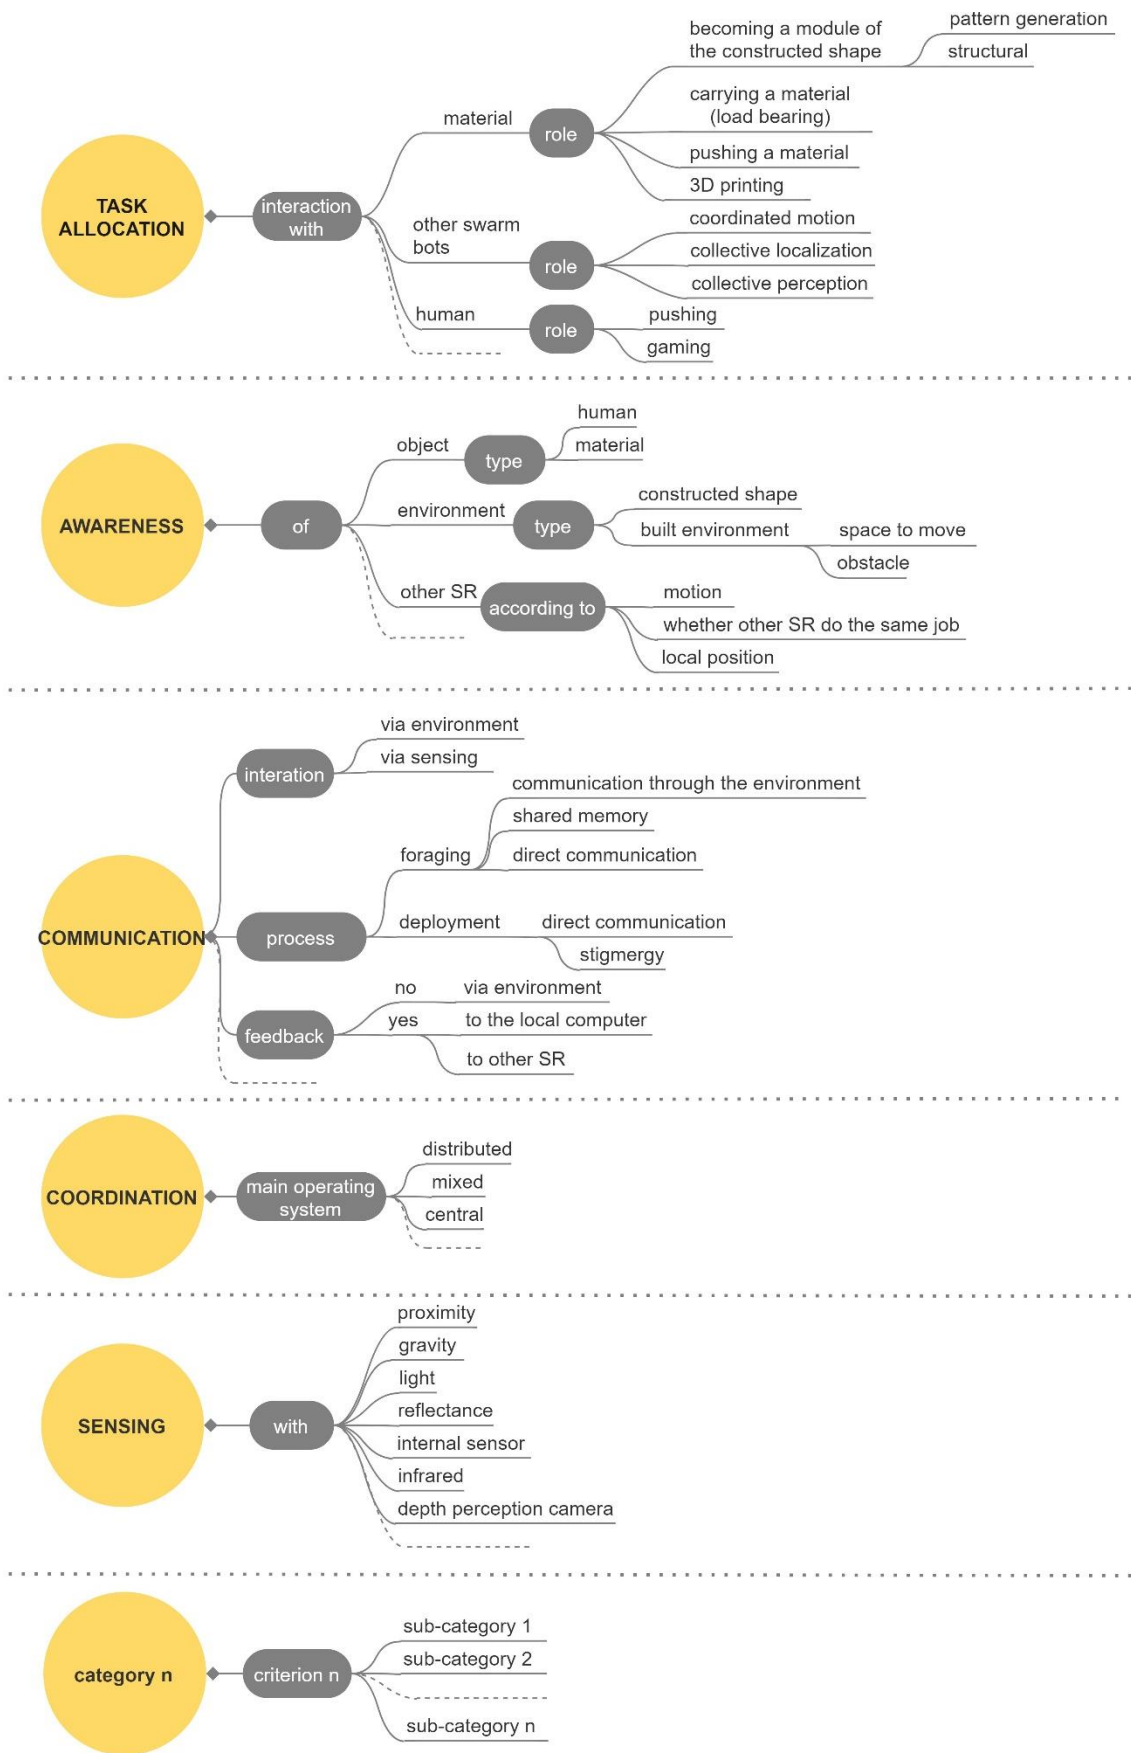 TASK
ALLOCATION
interaction
with
material
role
becoming a module of
the constructed shape
pattern generation
structural
carrying a material
(load bearing)
pushing a material
3D printing
other swarm
bots
role
coordinated motion
collective localization
collective perception
human
role
pushing
gaming
AWARENESS
of
object
type
human
material
environment
type
constructed shape
built environment
space to move
obstacle
other SR
according to
motion
whether other SR do the same job
local position
COMMUNICATION
interation
via environment
via sensing
process
foraging
communication through the environment
shared memory
direct communication
deployment
direct communication
stigmergy
feedback
no
via environment
yes
to the local computer
to other SR
COORDINATION
main operating
system
distributed
mixed
central
SENSING
with
proximity
gravity
light
reflectance
internal sensor
infrared
depth perception camera
category n
criterion n
sub-category 1
sub-category 2
sub-category n